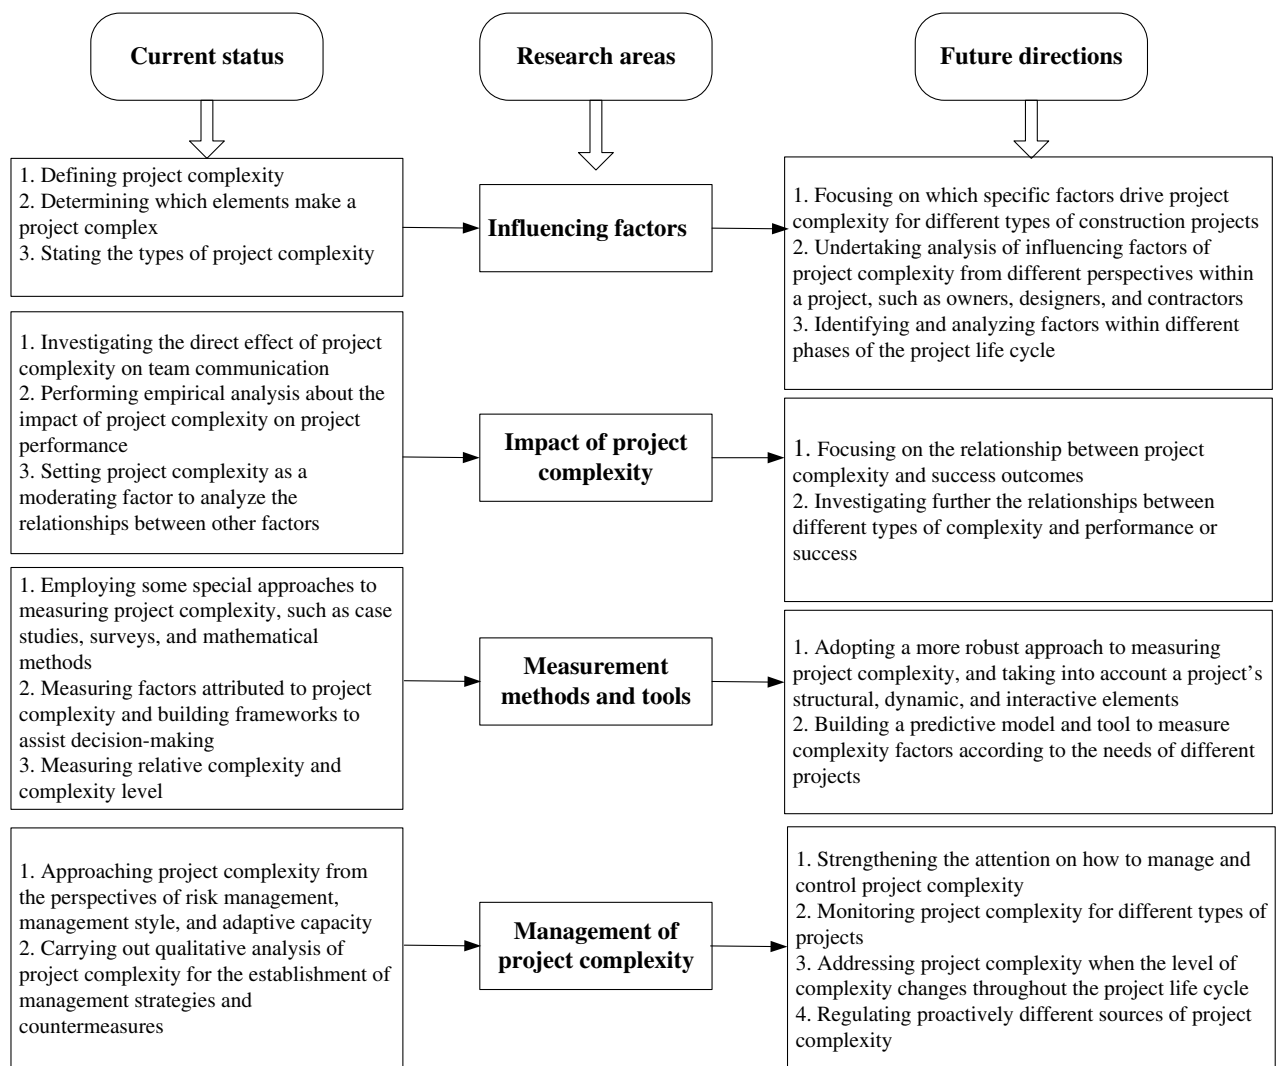 Current status
Research areas
Future directions
1. Defining project complexity
2. Determining which elements make a
project complex
3. Stating the types of project complexity
Influencing factors
1. Focusing on which specific factors drive project
complexity for different types of construction projects
2. Undertaking analysis of influencing factors of
project complexity from different perspectives within
a project, such as owners, designers, and contractors
3. Identifying and analyzing factors within different
phases of the project life cycle
1. Investigating the direct effect of project
complexity on team communication
2. Performing empirical analysis about the
impact of project complexity on project
performance
3. Setting project complexity as a
moderating factor to analyze the
relationships between other factors
Impact of project
complexity
1. Focusing on the relationship between project
complexity and success outcomes
2. Investigating further the relationships between
different types of complexity and performance or
success
1. Employing some special approaches to
measuring project complexity, such as case
studies, surveys, and mathematical
methods
2. Measuring factors attributed to project
complexity and building frameworks to
assist decision-making
3. Measuring relative complexity and
complexity level
Measurement
methods and tools
1. Adopting a more robust approach to measuring
project complexity, and taking into account a project’s
structural, dynamic, and interactive elements
2. Building a predictive model and tool to measure
complexity factors according to the needs of different
projects
1. Approaching project complexity from
the perspectives of risk management,
management style, and adaptive capacity
2. Carrying out qualitative analysis of
project complexity for the establishment of
management strategies and
countermeasures
Management of
project complexity
1. Strengthening the attention on how to manage and
control project complexity
2. Monitoring project complexity for different types of
projects
3. Addressing project complexity when the level of
complexity changes throughout the project life cycle
4. Regulating proactively different sources of project
complexity